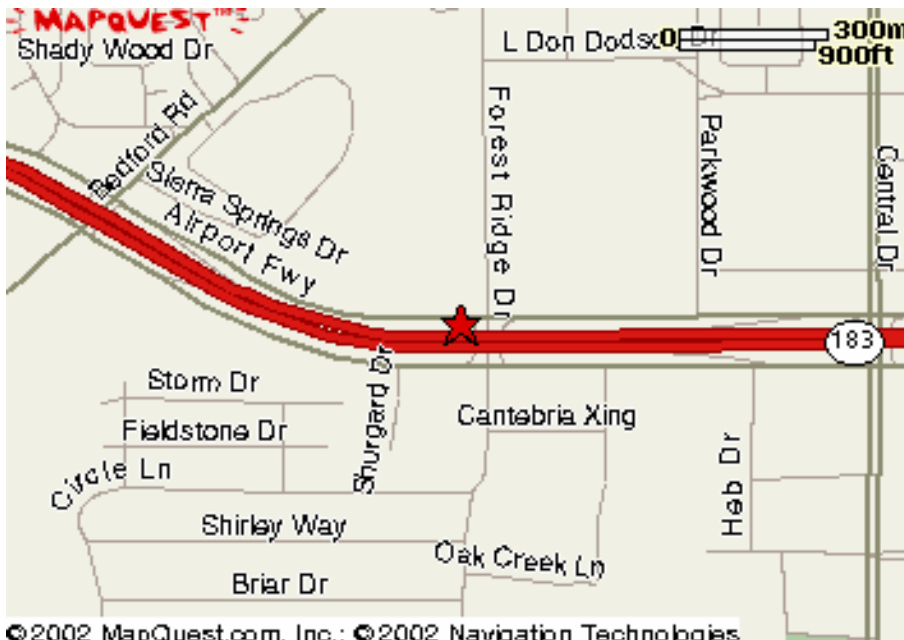 MAPQUEST
Shady Wood Dr
L Don Dodson Dr
0 300m
900ft
Bedford Rd
Forest Ridge Dr
Parkwood Dr
Central Dr
Sierra Springs Dr
Airport Fwy
183
Storm Dr
Shurgard Dr
Cantebria Xing
Fieldstone Dr
Circle Ln
Heb Dr
Shirley Way
Oak Creek Ln
Briar Dr
©2002 MapQuest.com, Inc.; ©2002 Navigation Technologies